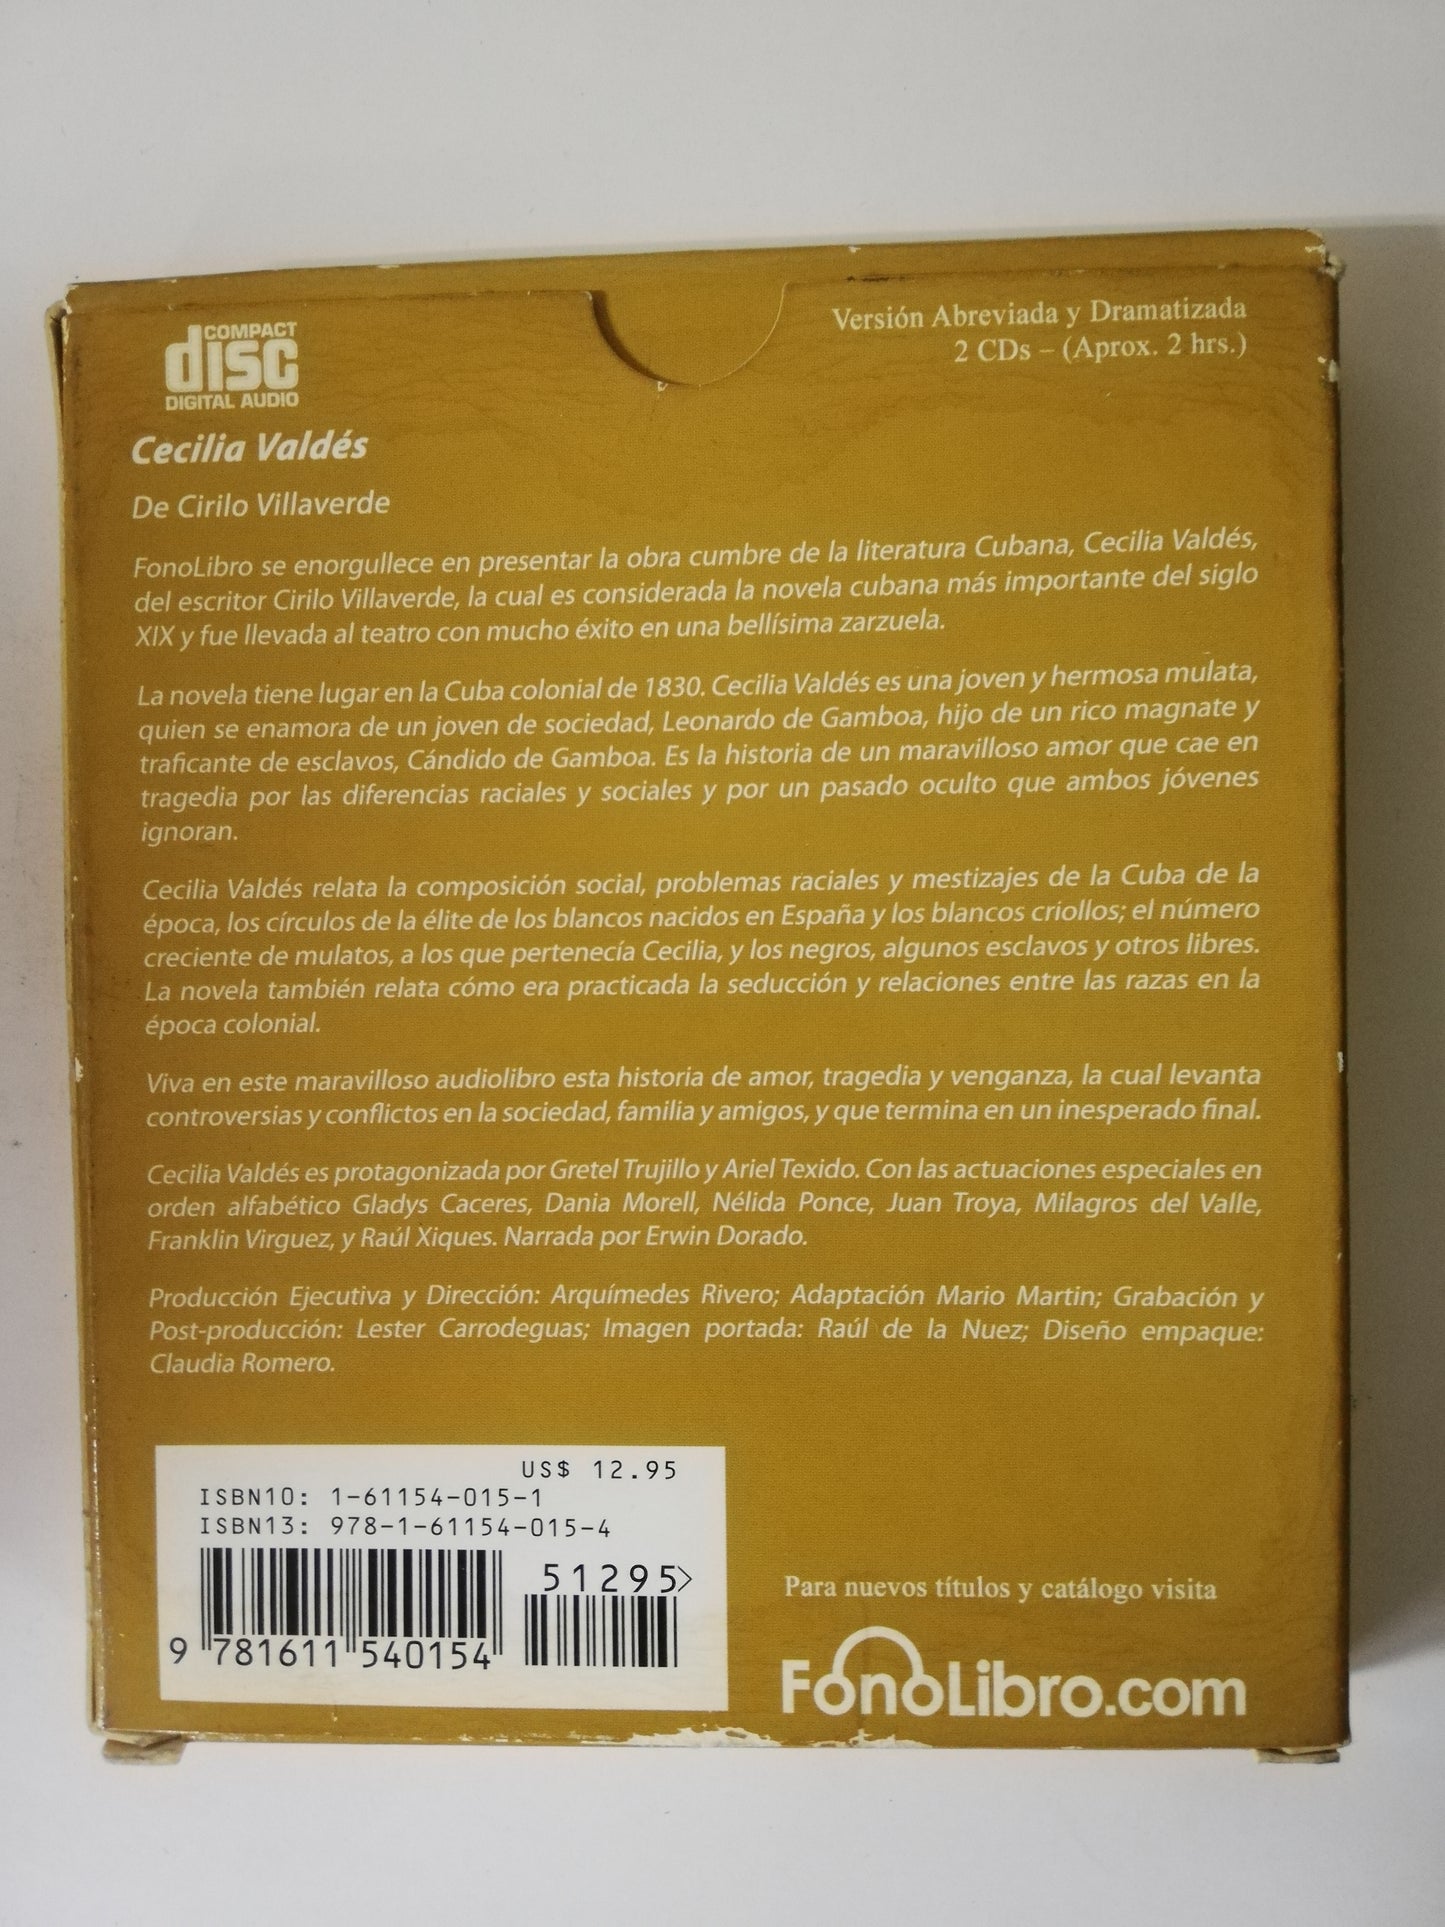 COMPACT
disc
DIGITAL AUDIO
Versión Abreviada y Dramatizada
2 CDs – (Aprox. 2 hrs.)
Cecilia Valdés
De Cirilo Villaverde
FonoLibro se enorgullece en presentar la obra cumbre de la literatura Cubana, Cecilia Valdés,
del escritor Cirilo Villaverde, la cual es considerada la novela cubana más importante del siglo
XIX y fue llevada al teatro con mucho éxito en una bellísima zarzuela.
La novela tiene lugar en la Cuba colonial de 1830. Cecilia Valdés es una joven y hermosa mulata,
quien se enamora de un joven de sociedad, Leonardo de Gamboa, hijo de un rico magnate y
traficante de esclavos, Cándido de Gamboa. Es la historia de un maravilloso amor que cae en
tragedia por las diferencias raciales y sociales y por un pasado oculto que ambos jóvenes
ignoran.
Cecilia Valdés relata la composición social, problemas raciales y mestizajes de la Cuba de la
época, los círculos de la élite de los blancos nacidos en España y los blancos criollos; el número
creciente de mulatos, a los que pertenecía Cecilia, y los negros, algunos esclavos y otros libres.
La novela también relata cómo era practicada la seducción y relaciones entre las razas en la
época colonial.
Viva en este maravilloso audiolibro esta historia de amor, tragedia y venganza, la cual levanta
controversias y conflictos en la sociedad, familia y amigos, y que termina en un inesperado final.
Cecilia Valdés es protagonizada por Gretel Trujillo y Ariel Texido. Con las actuaciones especiales en
orden alfabético Gladys Caceres, Dania Morell, Nélida Ponce, Juan Troya, Milagros del Valle,
Franklin Virguez, y Raúl Xiques. Narrada por Erwin Dorado.
Producción Ejecutiva y Dirección: Arquímedes Rivero; Adaptación Mario Martin; Grabación y
Post-producción: Lester Carrodeguas; Imagen portada: Raúl de la Nuez; Diseño empaque:
Claudia Romero.
US$ 12.95
ISBN10: 1-61154-015-1
ISBN13: 978-1-61154-015-4
51295>
9 781611 540154
Para nuevos títulos y catálogo visita
FonoLibro.com